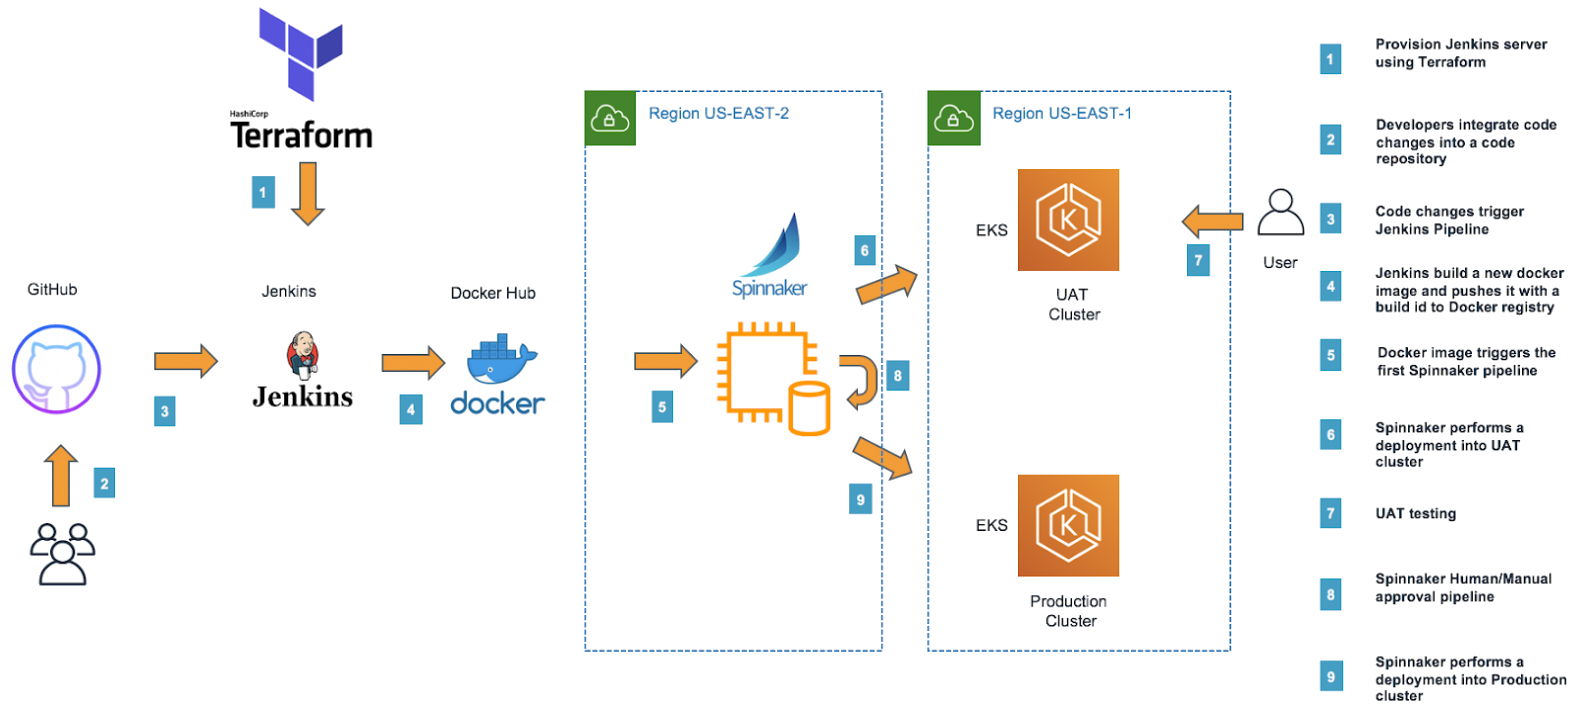 HashiCorp
Terraform
1
GitHub
2
3
Jenkins
Jenkins
4
Docker Hub
docker
5
Region US-EAST-2
Spinnaker
6
8
9
Region US-EAST-1
EKS
UAT
Cluster
EKS
Production
Cluster
7
User
1
Provision Jenkins server
using Terraform
2
Developers integrate code
changes into a code
repository
3
Code changes trigger
Jenkins Pipeline
4
Jenkins build a new docker
image and pushes it with a
build id to Docker registry
5
Docker image triggers the
first Spinnaker pipeline
6
Spinnaker performs a
deployment into UAT
cluster
7
UAT testing
8
Spinnaker Human/Manual
approval pipeline
9
Spinnaker performs a
deployment into Production
cluster
K
K